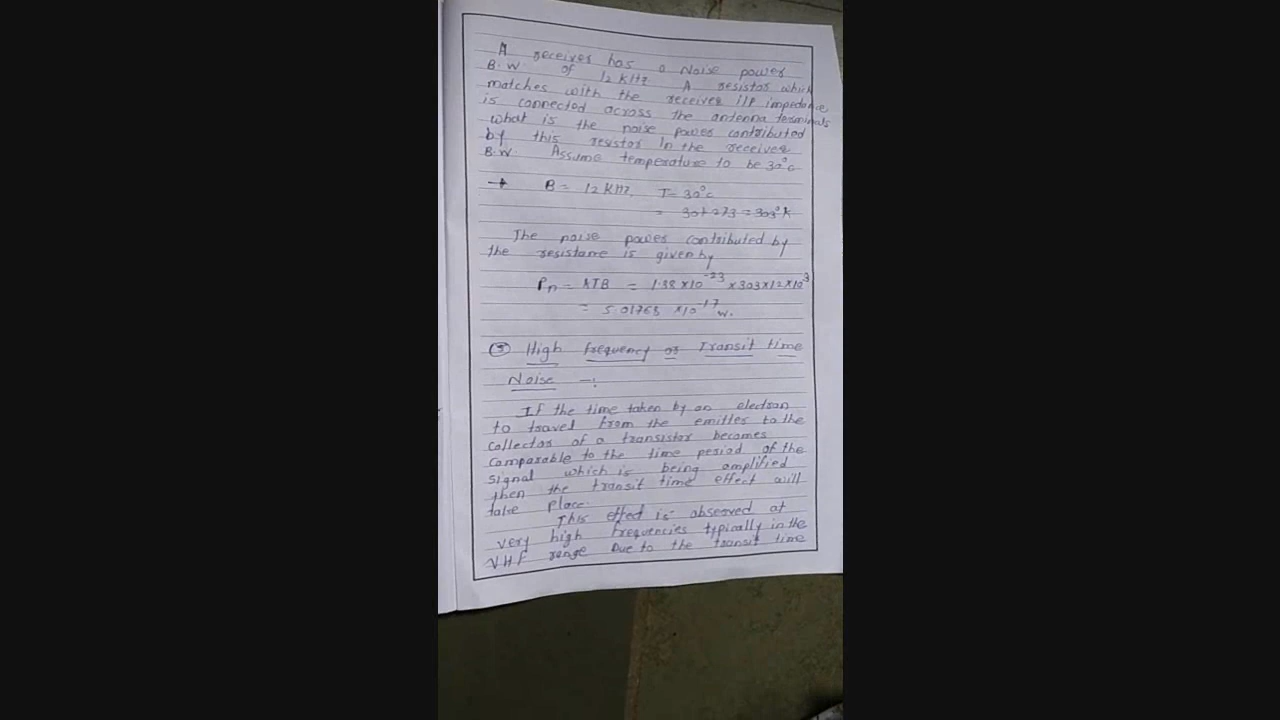 A receiver has a Noise power
B.W of 12 KHz A resistor which
matches with the receiver i/p impedance
is connected across the antenna terminals
what is the noise power contributed
by this resistor in the receiver
B.W Assume temperature to be 30°c
→ B = 12 KHz. T = 30°c
= 30+273 = 303°K
The noise power contributed by
the resistance is given by
Pn = KTB = 1.38 ×10⁻²³ ×303×12×10³
= 5.01768 ×10⁻¹⁷ w.
⑤ High frequency or Transit time
Noise –:
If the time taken by an electron
to travel from the emitter to the
collector of a transistor becomes
comparable to the time period of the
signal which is being amplified
then the transit time effect will
take place.
This effect is observed at
very high frequencies typically in the
VHF range Due to the transit time